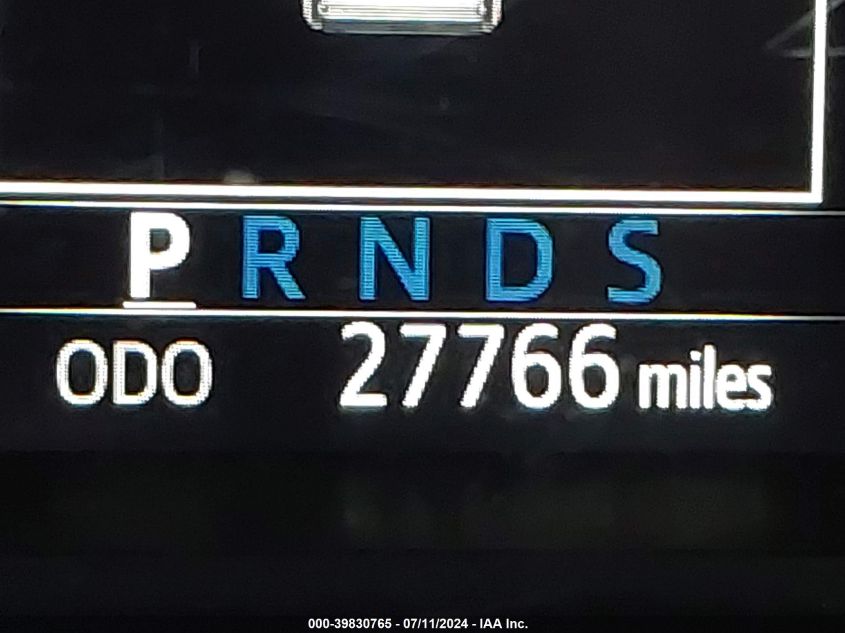 P R N D S
ODO 27766 miles
000-39830765 - 07/11/2024 - IAA Inc.